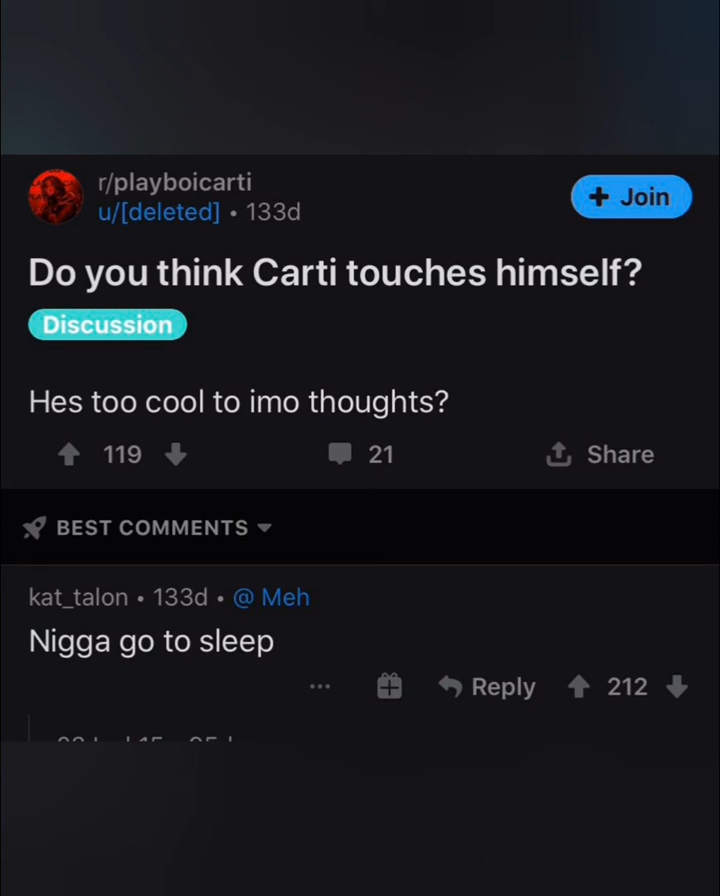 r/playboicarti
u/[deleted] • 133d
+ Join
Do you think Carti touches himself?
Discussion
Hes too cool to imo thoughts?
119
21
Share
BEST COMMENTS
kat_talon • 133d • @ Meh
Nigga go to sleep
... Reply 212